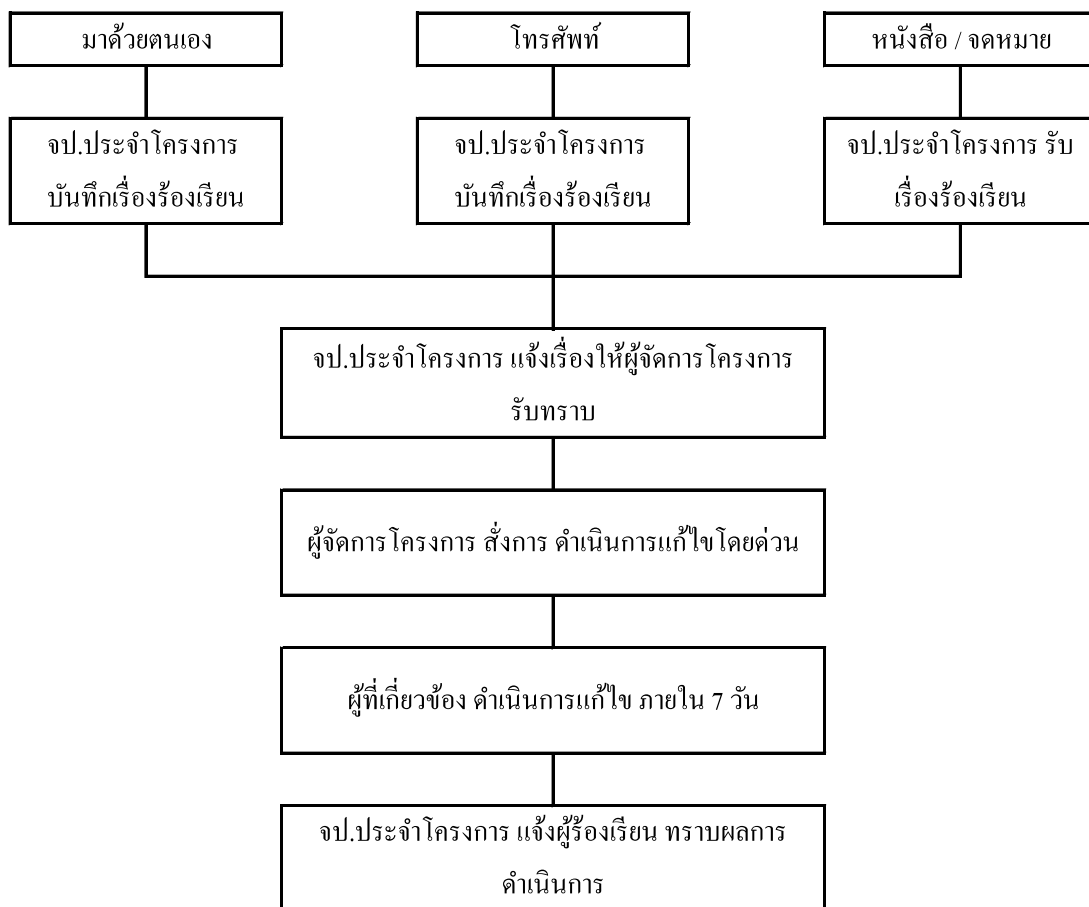 มาด้วยตนเอง
โทรศัพท์
หนังสือ / จดหมาย
จป.ประจำโครงการ
บันทึกเรื่องร้องเรียน
จป.ประจำโครงการ
บันทึกเรื่องร้องเรียน
จป.ประจำโครงการ รับ
เรื่องร้องเรียน
จป.ประจำโครงการ แจ้งเรื่องให้ผู้จัดการโครงการ
รับทราบ
ผู้จัดการโครงการ สั่งการ ดำเนินการแก้ไขโดยด่วน
ผู้ที่เกี่ยวข้อง ดำเนินการแก้ไข ภายใน 7 วัน
จป.ประจำโครงการ แจ้งผู้ร้องเรียน ทราบผลการ
ดำเนินการ